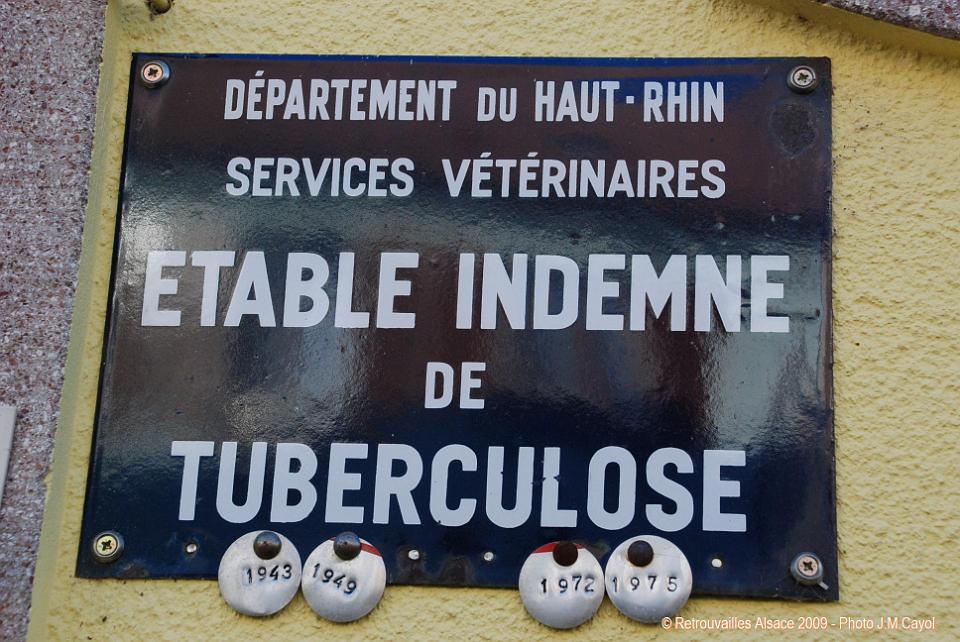 DÉPARTEMENT DU HAUT-RHIN
SERVICES VÉTÉRINAIRES
ETABLE INDEMNE
DE
TUBERCULOSE
1943 1949 1972 1975
© Retrouvailles Alsace 2009 - Photo J.M.Cayol